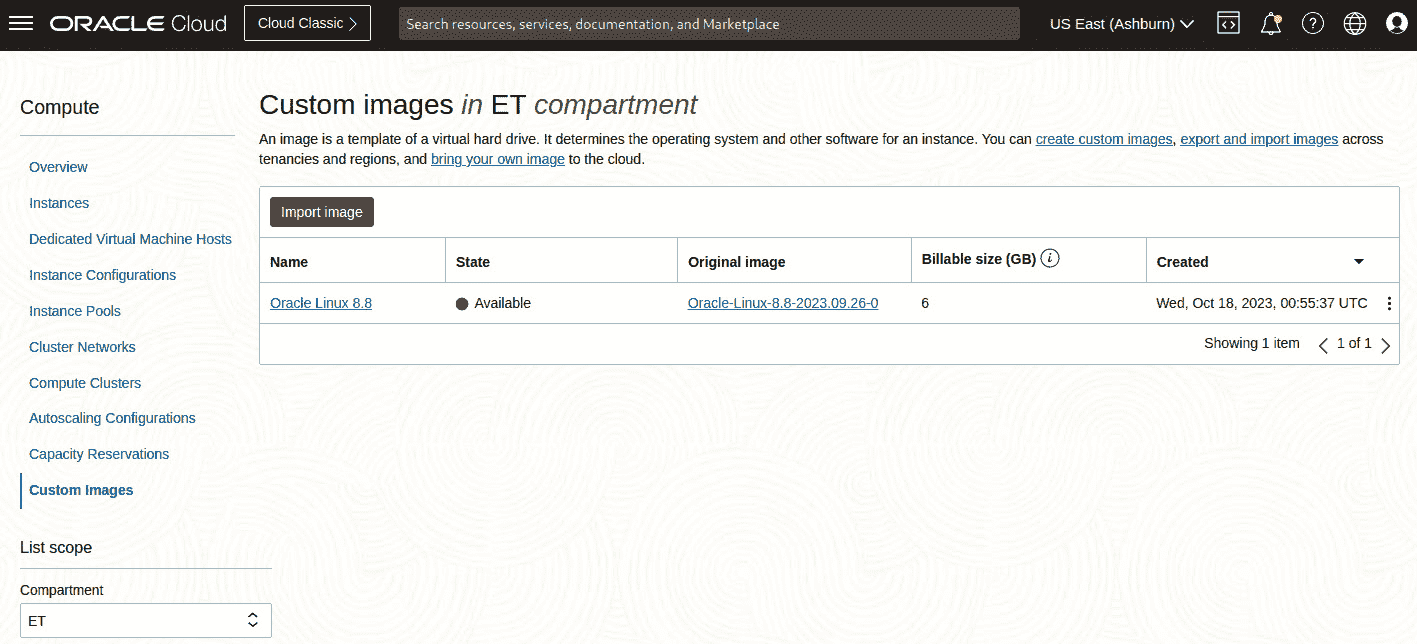 ORACLE Cloud
Cloud Classic
Search resources, services, documentation, and Marketplace
US East (Ashburn)
Compute
Overview
Instances
Dedicated Virtual Machine Hosts
Instance Configurations
Instance Pools
Cluster Networks
Compute Clusters
Autoscaling Configurations
Capacity Reservations
Custom Images
List scope
Compartment
ET
Custom images in ET compartment
An image is a template of a virtual hard drive. It determines the operating system and other software for an instance. You can create custom images, export and import images across
tenancies and regions, and bring your own image to the cloud.
Import image
Name State Original image Billable size (GB) i Created
Oracle Linux 8.8 Available Oracle-Linux-8.8-2023.09.26-0 6 Wed, Oct 18, 2023, 00:55:37 UTC
Showing 1 item 1 of 1